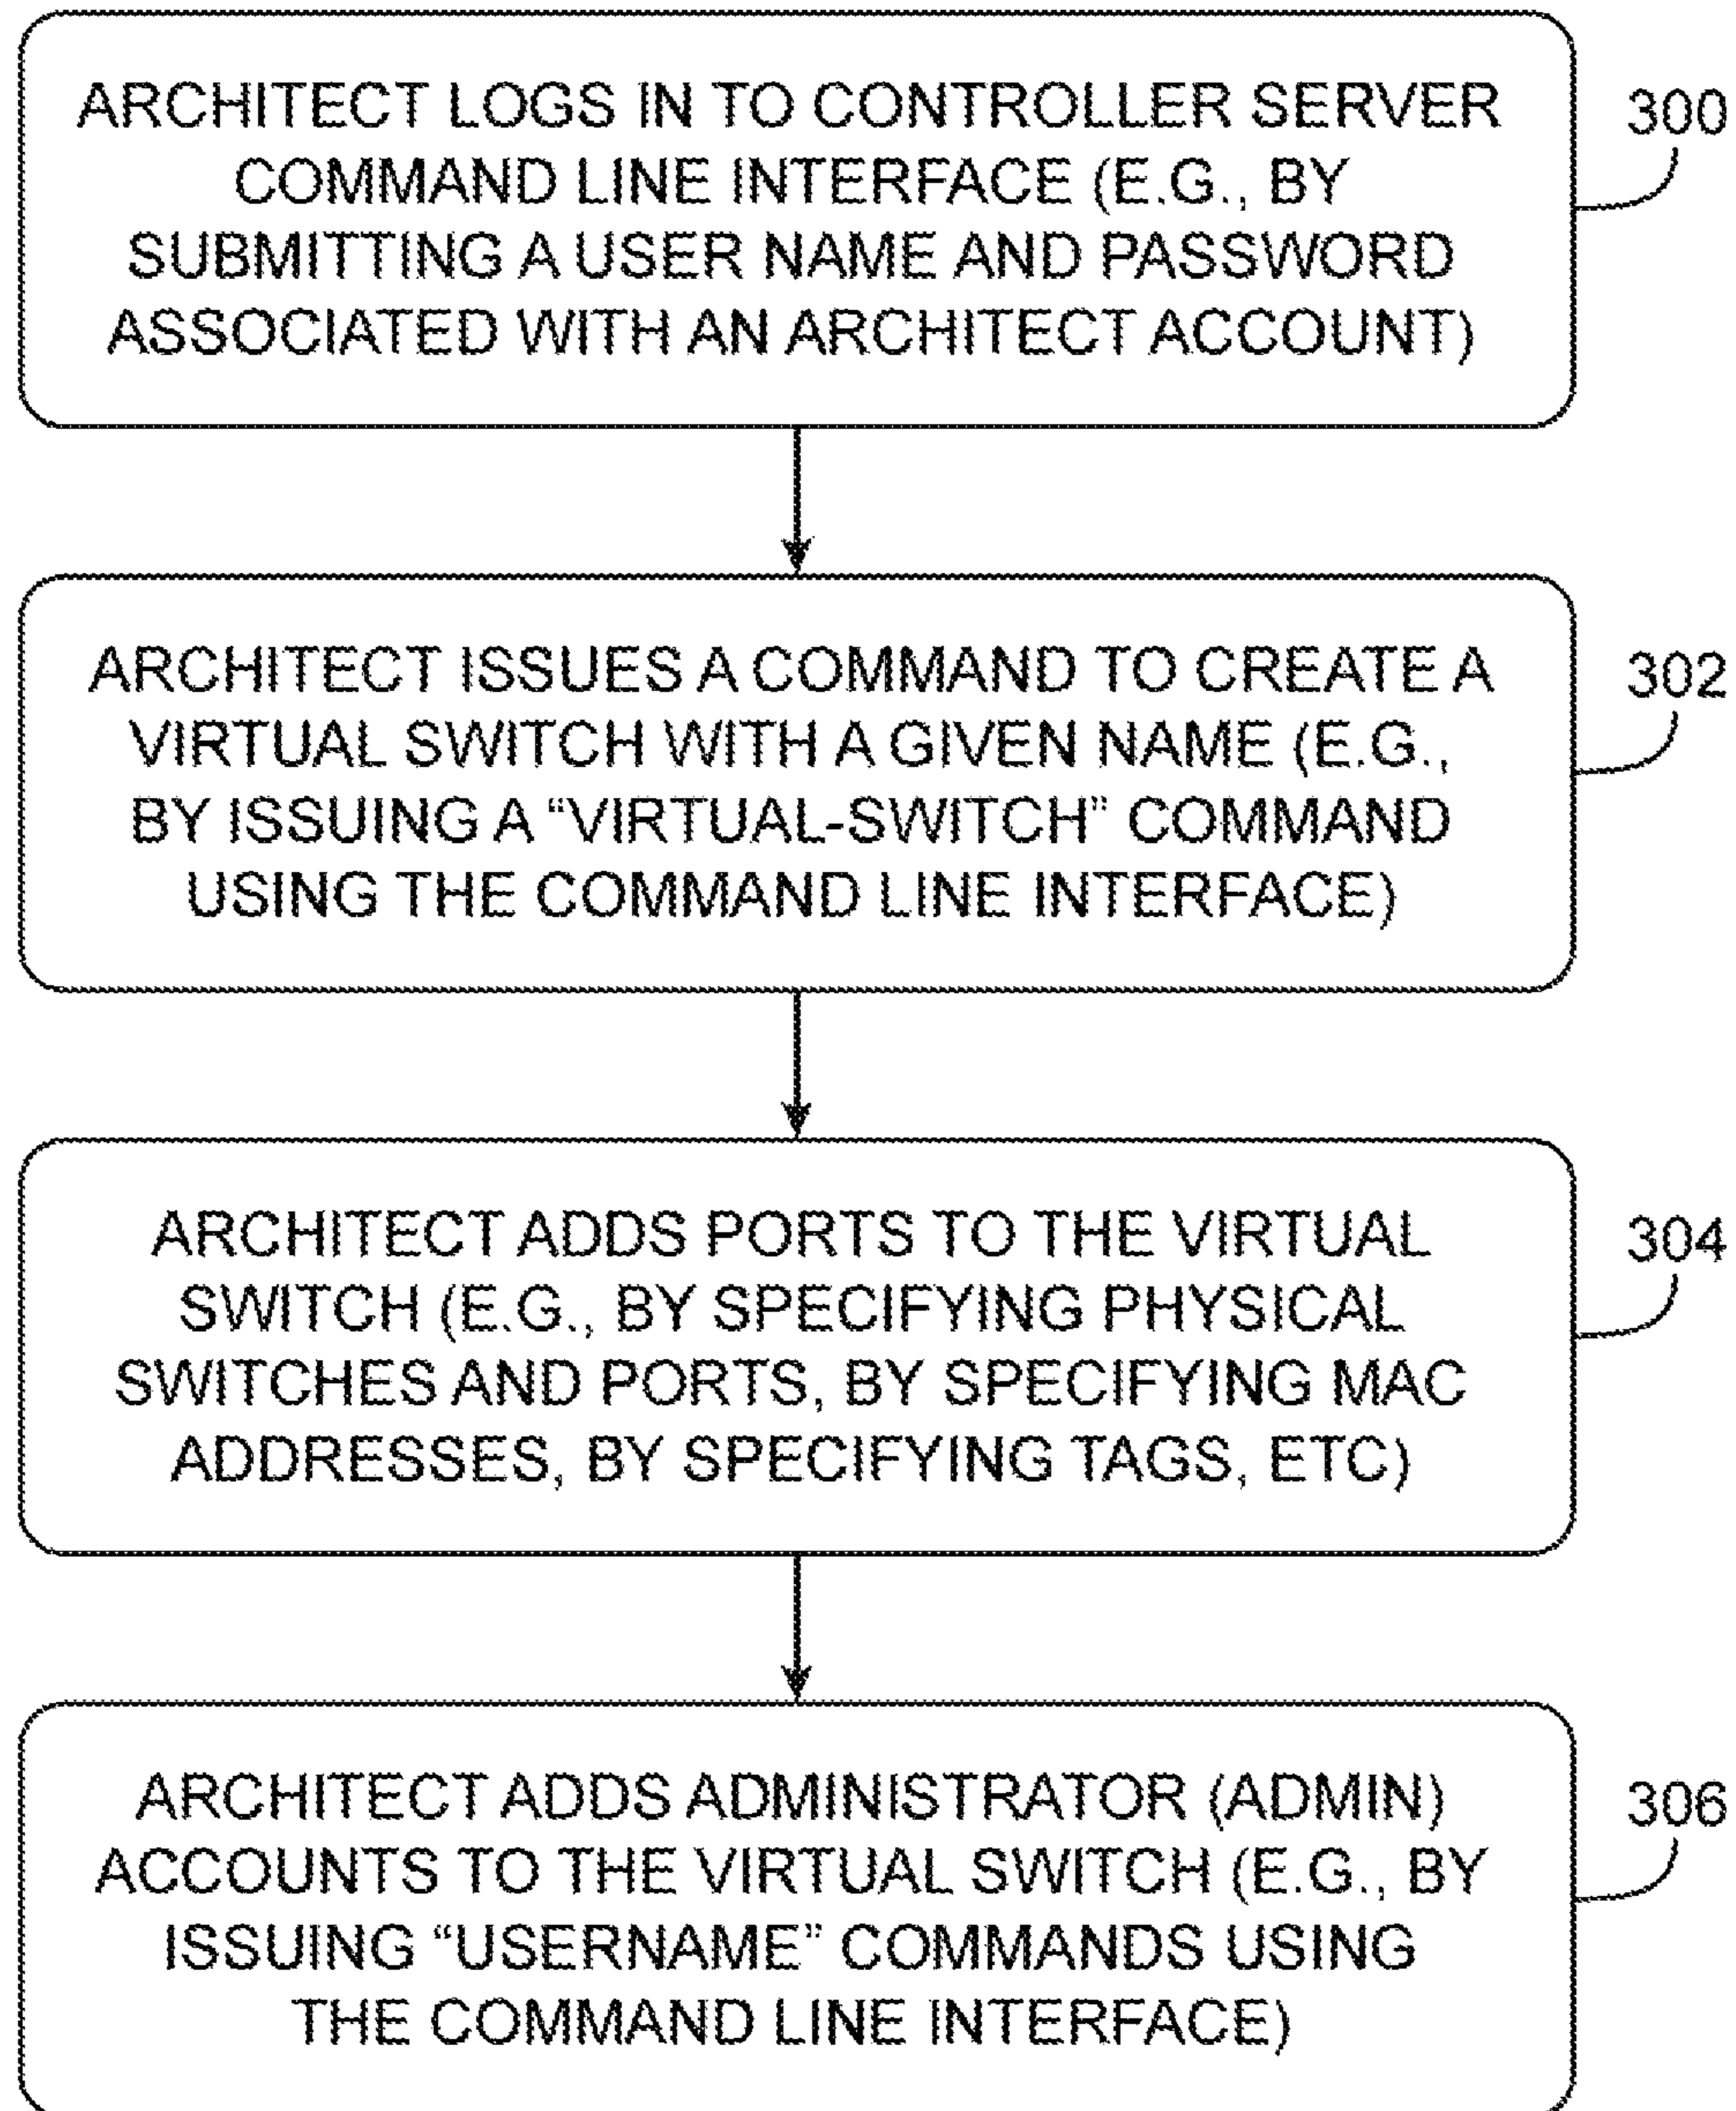 ARCHITECT LOGS IN TO CONTROLLER SERVER
COMMAND LINE INTERFACE (E.G., BY
SUBMITTING A USER NAME AND PASSWORD
ASSOCIATED WITH AN ARCHITECT ACCOUNT)
300
ARCHITECT ISSUES A COMMAND TO CREATE A
VIRTUAL SWITCH WITH A GIVEN NAME (E.G.,
BY ISSUING A “VIRTUAL-SWITCH” COMMAND
USING THE COMMAND LINE INTERFACE)
302
ARCHITECT ADDS PORTS TO THE VIRTUAL
SWITCH (E.G., BY SPECIFYING PHYSICAL
SWITCHES AND PORTS, BY SPECIFYING MAC
ADDRESSES, BY SPECIFYING TAGS, ETC)
304
ARCHITECT ADDS ADMINISTRATOR (ADMIN)
ACCOUNTS TO THE VIRTUAL SWITCH (E.G., BY
ISSUING “USERNAME” COMMANDS USING
THE COMMAND LINE INTERFACE)
306